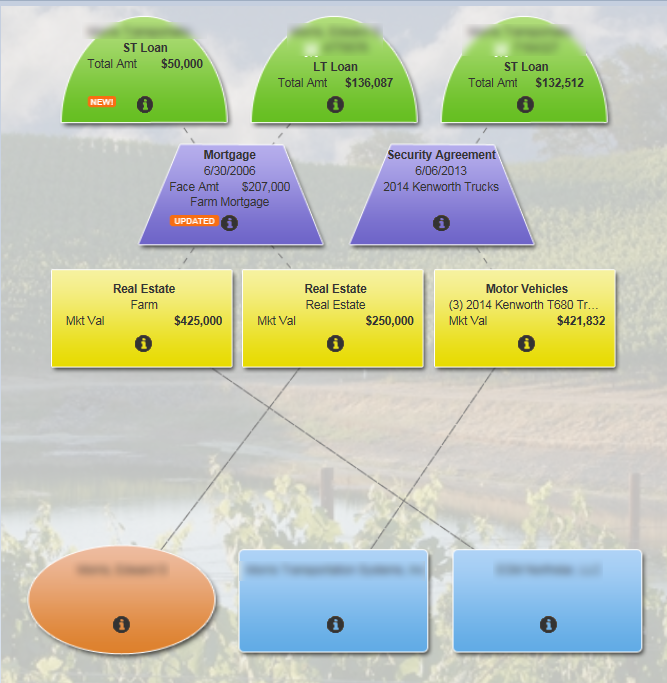 ST Loan
Total Amt $50,000
NEW!
LT Loan
Total Amt $136,087
ST Loan
Total Amt $132,512
Mortgage
6/30/2006
Face Amt $207,000
Farm Mortgage
UPDATED
Security Agreement
6/06/2013
2014 Kenworth Trucks
Real Estate
Farm
Mkt Val $425,000
Real Estate
Real Estate
Mkt Val $250,000
Motor Vehicles
(3) 2014 Kenworth T680 Tr...
Mkt Val $421,832